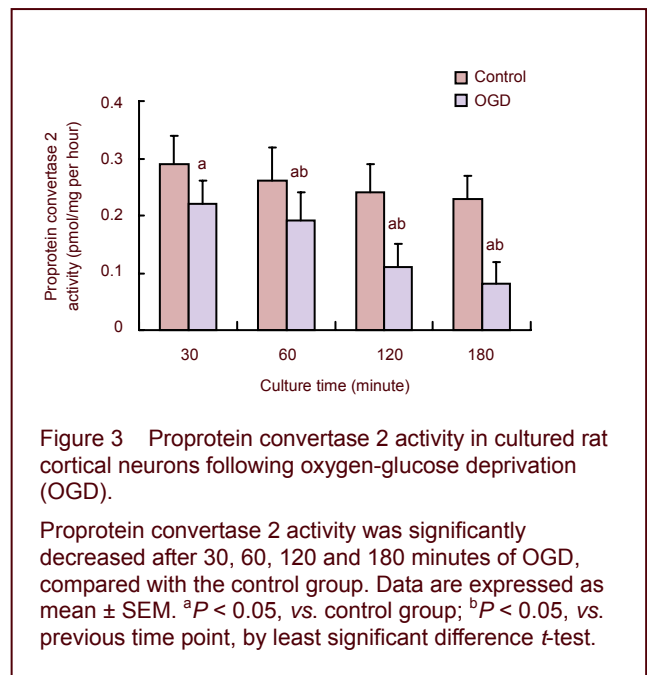 Control
OGD
Proprotein convertase 2
activity (pmol/mg per hour)
0.4
0.3
0.2
0.1
0
a
ab
ab
ab
30 60 120 180
Culture time (minute)
Figure 3 Proprotein convertase 2 activity in cultured rat
cortical neurons following oxygen-glucose deprivation
(OGD).
Proprotein convertase 2 activity was significantly
decreased after 30, 60, 120 and 180 minutes of OGD,
compared with the control group. Data are expressed as
mean ± SEM. ᵃP < 0.05, vs. control group; ᵇP < 0.05, vs.
previous time point, by least significant difference t-test.